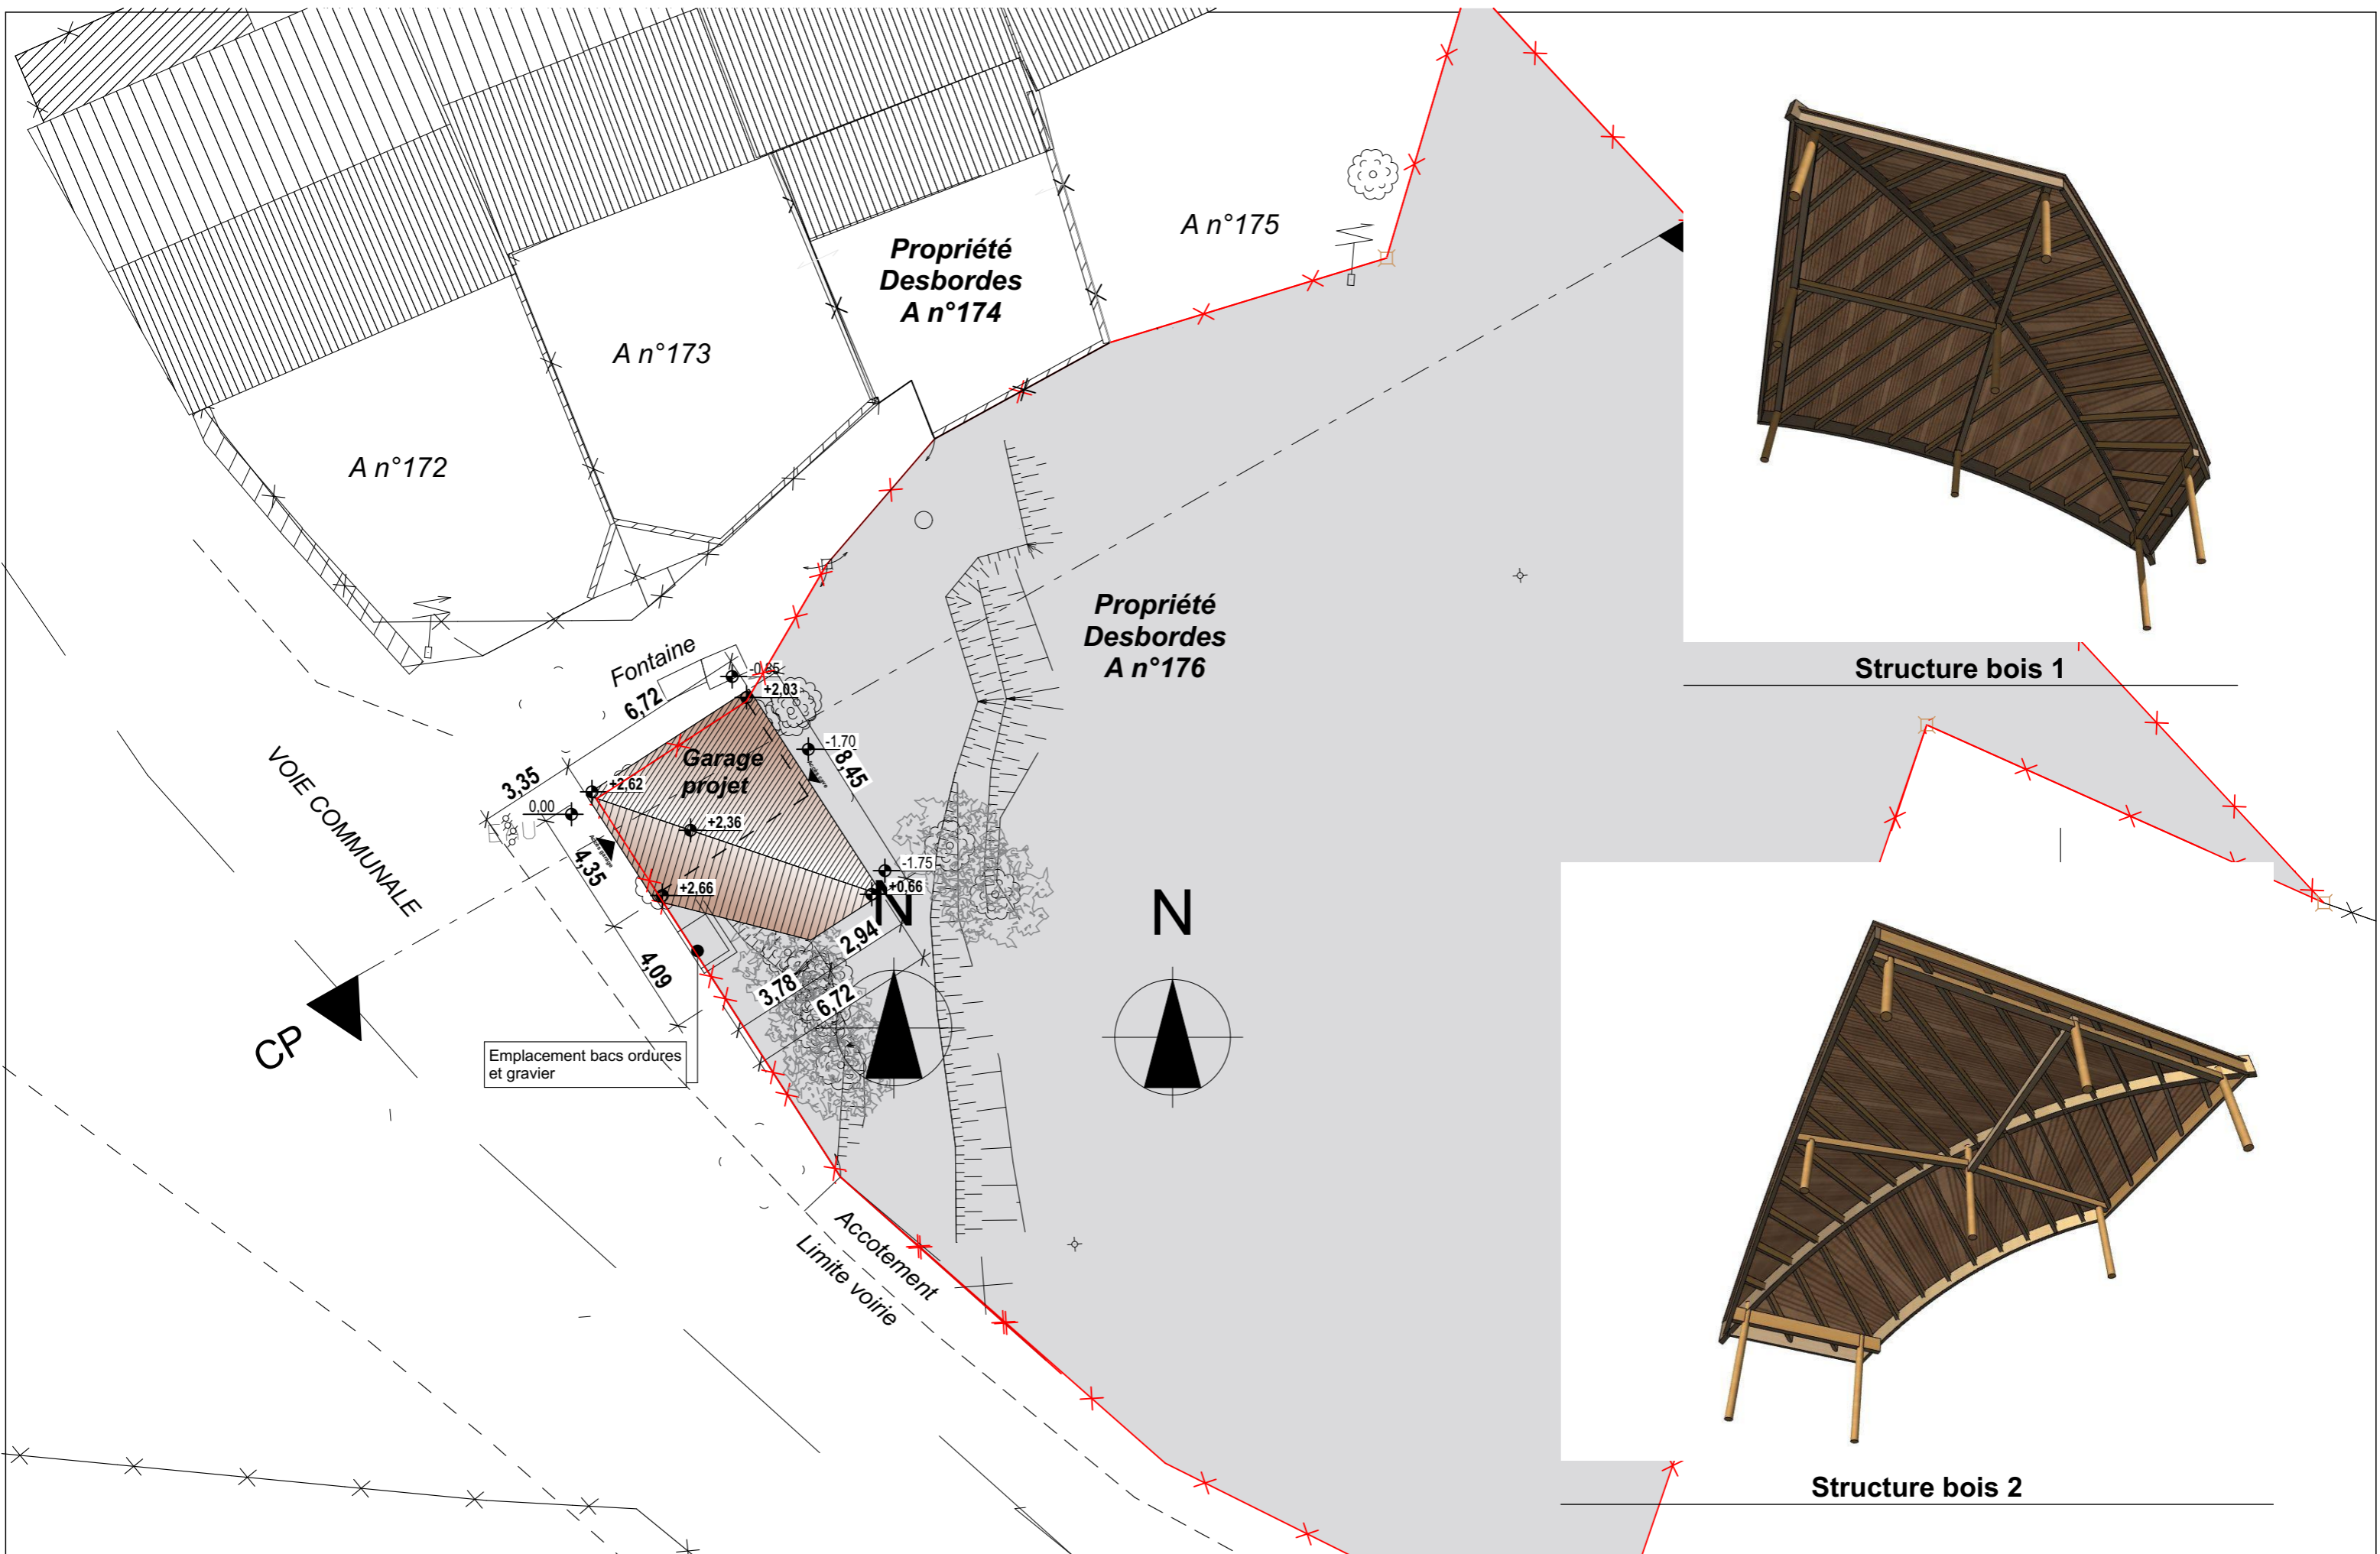 A n°175
Propriété
Desbordes
A n°174
A n°173
A n°172
Propriété
Desbordes
A n°176
Structure bois 1
Fontaine
6,72
-0.85
+2,03
-1.70
8,45
Garage
projet
3,35
+2,62
0,00
EU
+2,36
VOIE COMMUNALE
4,35
-1.75
+0,66
+2,66
N
N
2,94
4,09
3,78
6,72
CP
Emplacement bacs ordures
et gravier
Accotement
Limite voirie
Structure bois 2